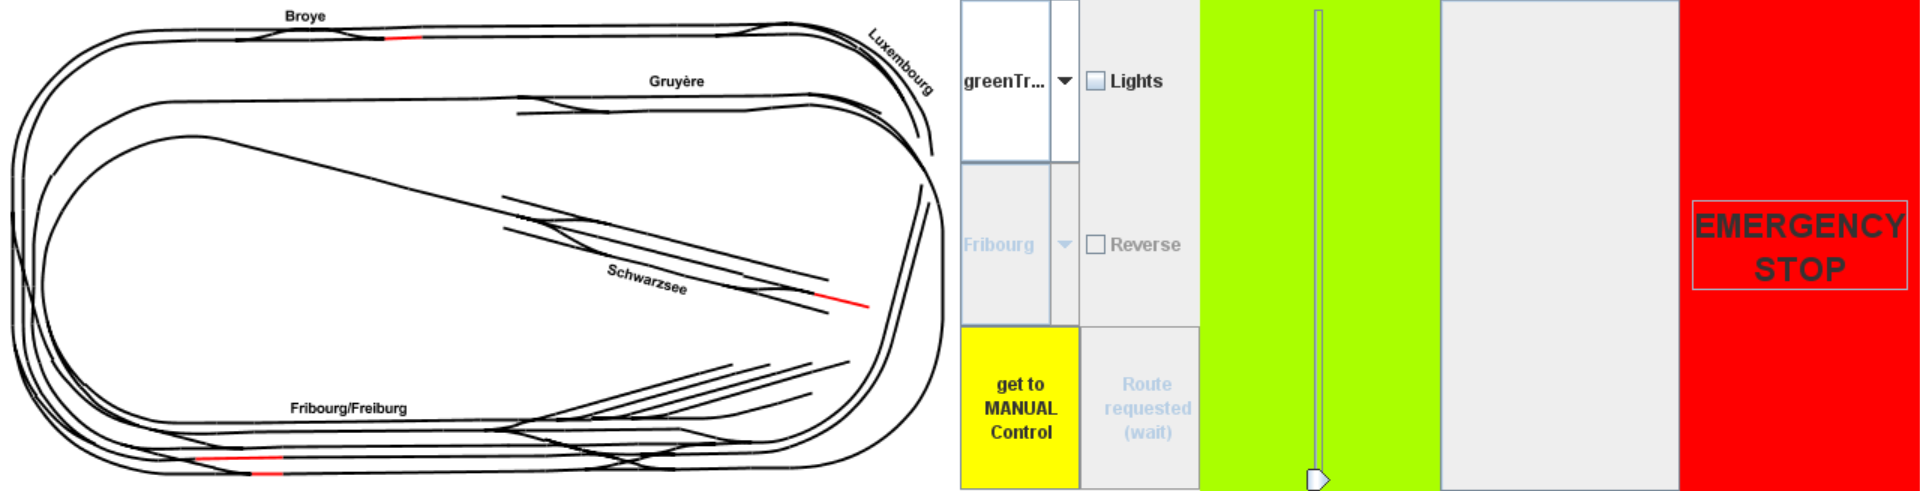 Broye
Luxembourg
Gruyère
Schwarzsee
Fribourg/Freiburg
greenTr...
Lights
Fribourg
Reverse
get to
MANUAL
Control
Route
requested
(wait)
EMERGENCY
STOP